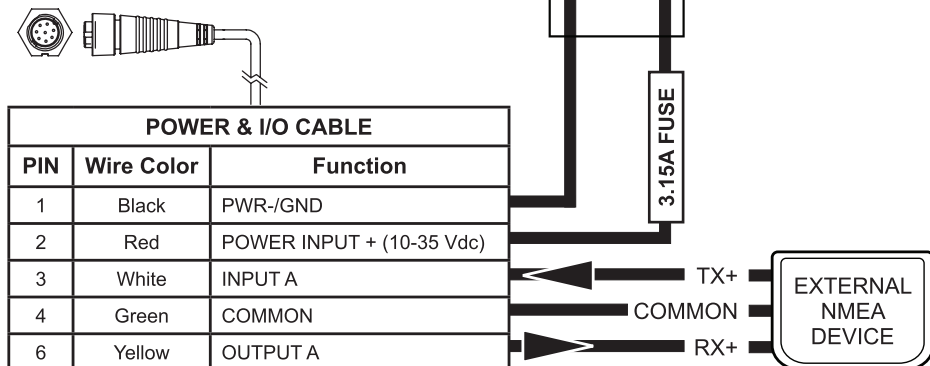 POWER & I/O CABLE
PIN Wire Color Function
1 Black PWR-/GND
2 Red POWER INPUT + (10-35 Vdc)
3 White INPUT A
4 Green COMMON
6 Yellow OUTPUT A
3.15A FUSE
TX+
COMMON
RX+
EXTERNAL
NMEA
DEVICE